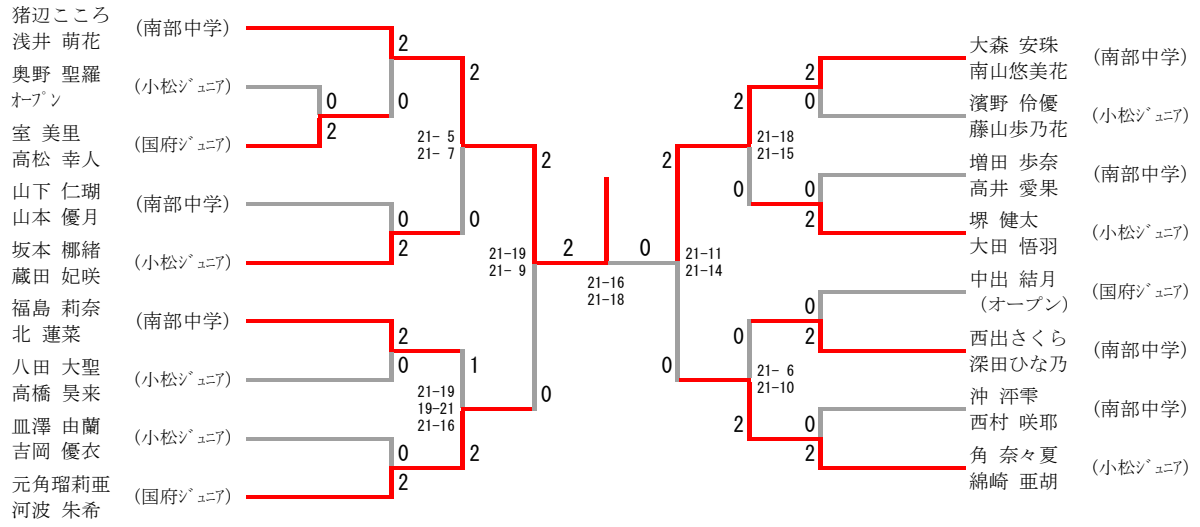 猪辺こころ
浅井 萌花
(南部中学)
奥野 聖羅
オープン
(小松ジュニア)
室 美里
高松 幸人
(国府ジュニア)
山下 仁瑚
山本 優月
(南部中学)
坂本 梛緒
蔵田 妃咲
(小松ジュニア)
福島 莉奈
北 蓮菜
(南部中学)
八田 大聖
高橋 昊来
(小松ジュニア)
皿澤 由蘭
吉岡 優衣
(小松ジュニア)
元角瑠莉亜
河波 朱希
(国府ジュニア)
2
0
0
2
2
21- 5
21- 7
0
0
2
2
21-19
21- 9
2
0
1
21-19
19-21
21-16
0
0
2
2
2
21-16
21-18
0
2
21-11
21-14
0
2
21-18
21-15
0
2
0
0
2
0
21- 6
21-10
2
0
2
0
2
大森 安珠
南山悠美花
(南部中学)
濱野 伶優
藤山歩乃花
(小松ジュニア)
増田 歩奈
高井 愛果
(南部中学)
堺 健太
大田 悟羽
(小松ジュニア)
中出 結月
(オープン)
(国府ジュニア)
西出さくら
深田ひな乃
(南部中学)
沖 泙雫
西村 咲耶
(南部中学)
角 奈々夏
綿崎 亜胡
(小松ジュニア)